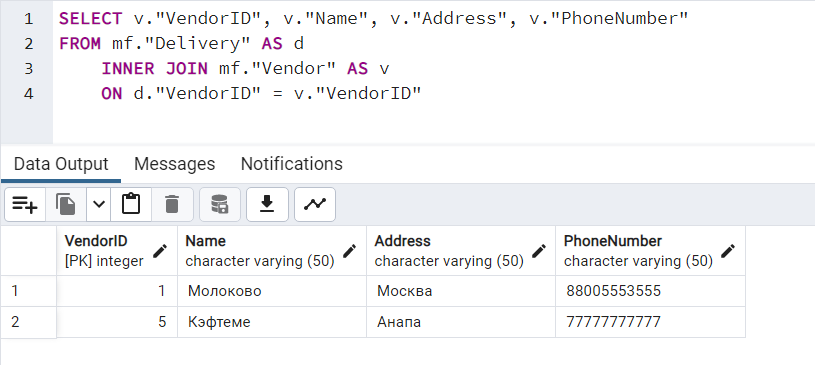 1 SELECT v."VendorID", v."Name", v."Address", v."PhoneNumber"
2 FROM mf."Delivery" AS d
3 INNER JOIN mf."Vendor" AS v
4 ON d."VendorID" = v."VendorID"
Data Output Messages Notifications
VendorID Name Address PhoneNumber
[PK] integer character varying (50) character varying (50) character varying (50)
1 1 Молоково Москва 88005553555
2 5 Кэфтеме Анапа 77777777777